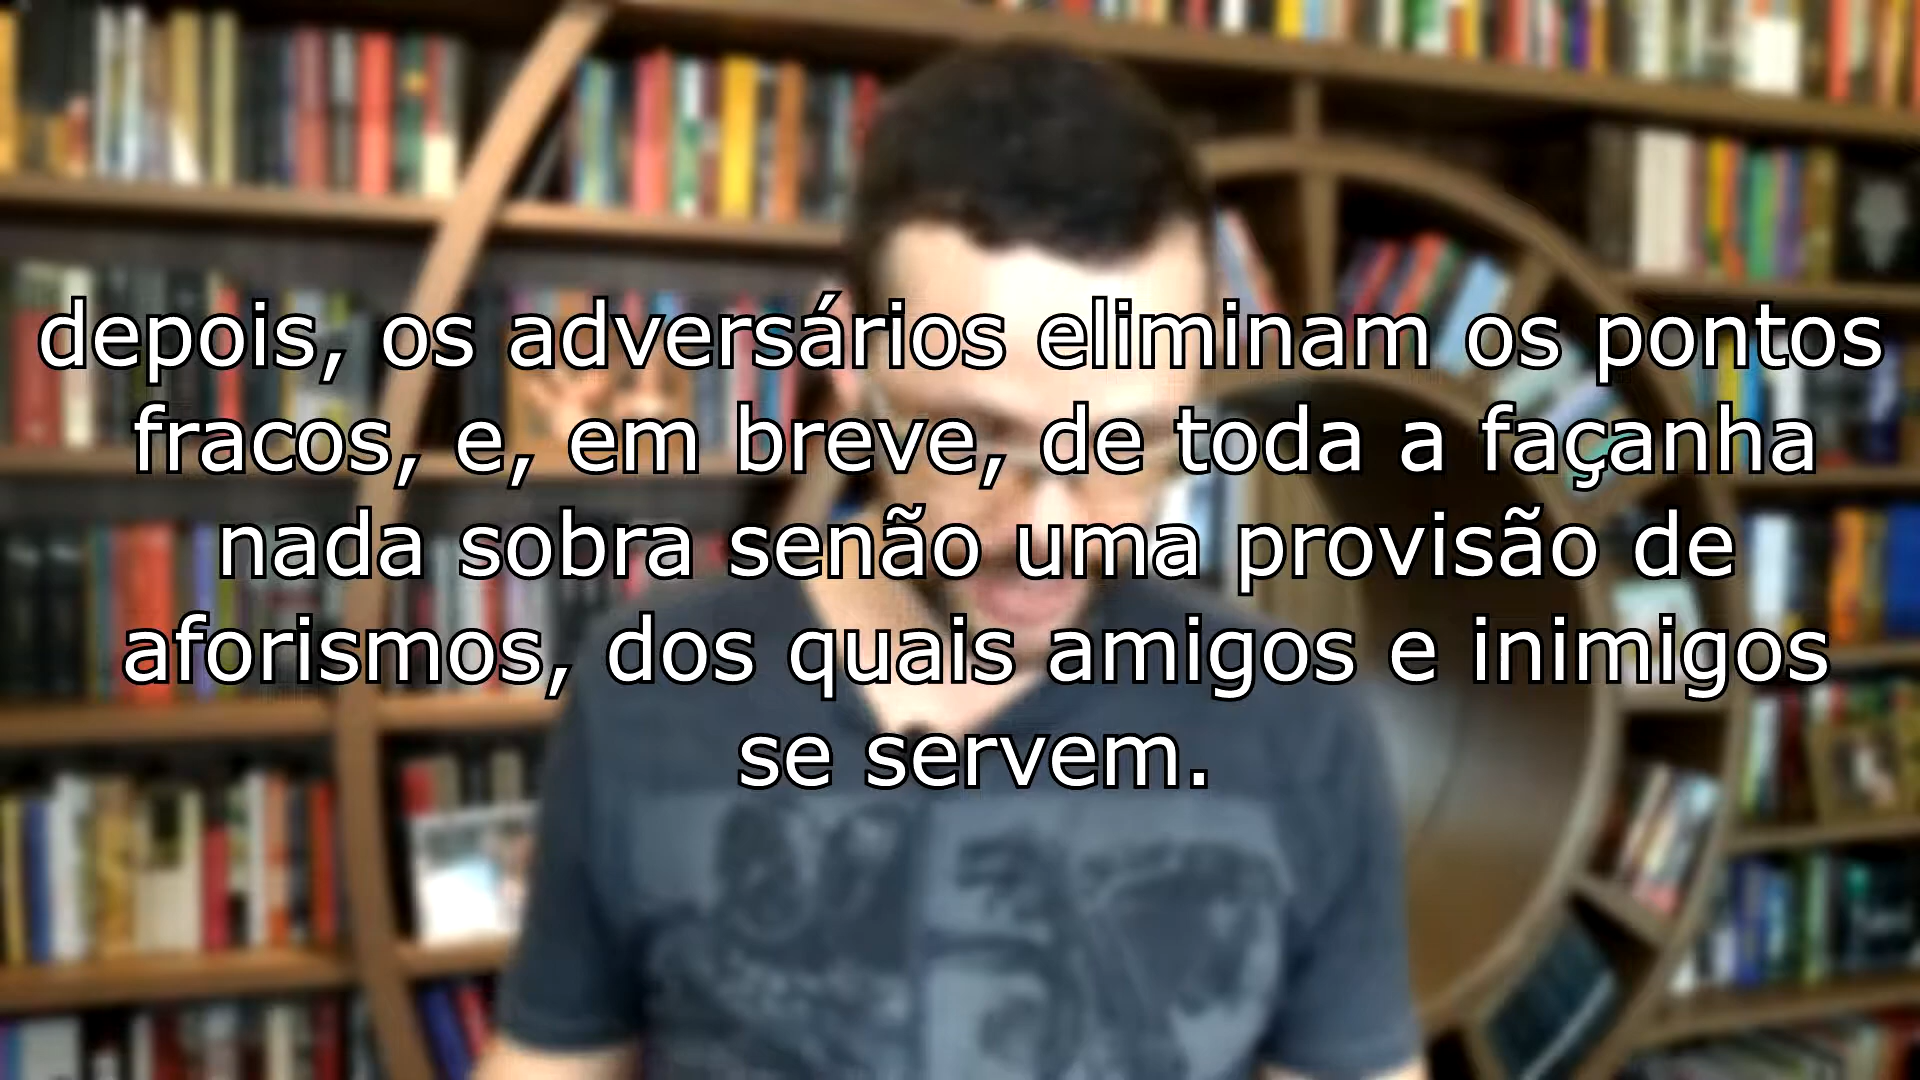 depois, os adversários eliminam os pontos
fracos, e, em breve, de toda a façanha
nada sobra senão uma provisão de
aforismos, dos quais amigos e inimigos
se servem.